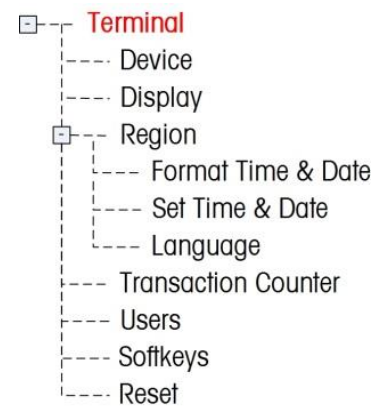 Terminal
Device
Display
Region
Format Time & Date
Set Time & Date
Language
Transaction Counter
Users
Softkeys
Reset